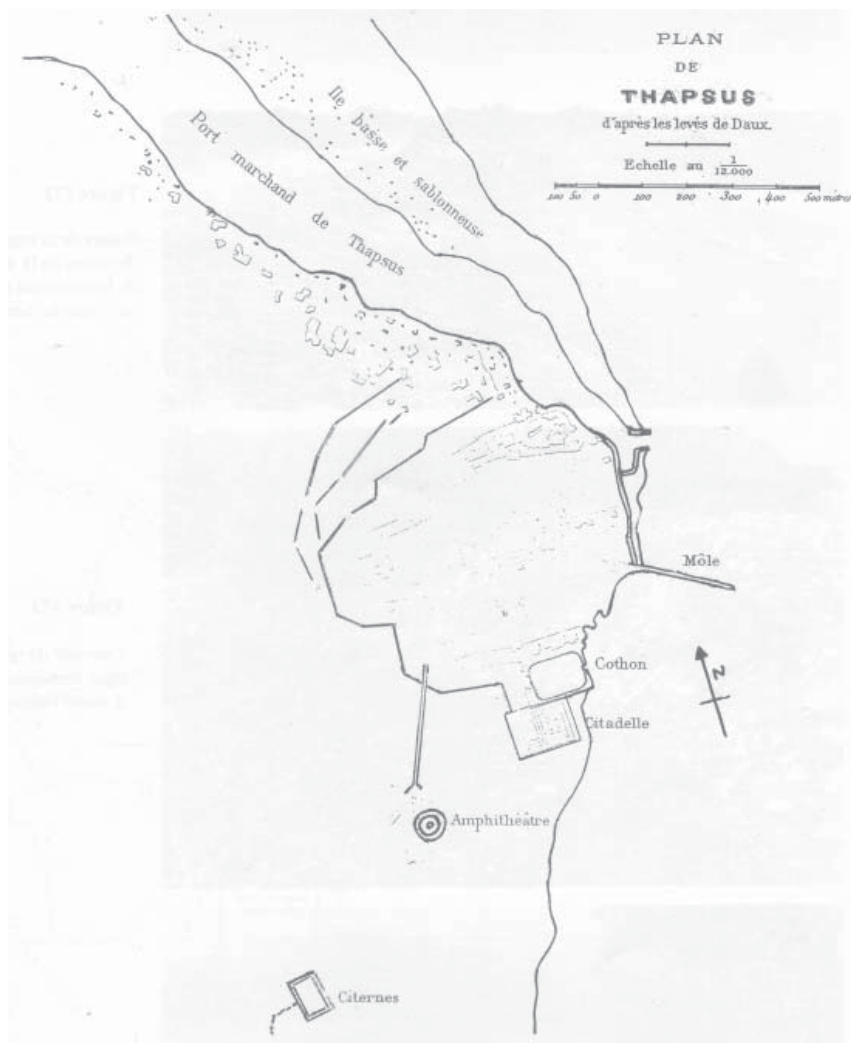 PLAN
DE
THAPSUS
d'après les levés de Daux.
Echelle au 1/12.000
100 50 0 100 200 300 400 500 mètres
Île basse et sablonneuse
Port marchand de Thapsus
Môle
N
Cothon
Citadelle
Amphithéâtre
Citernes